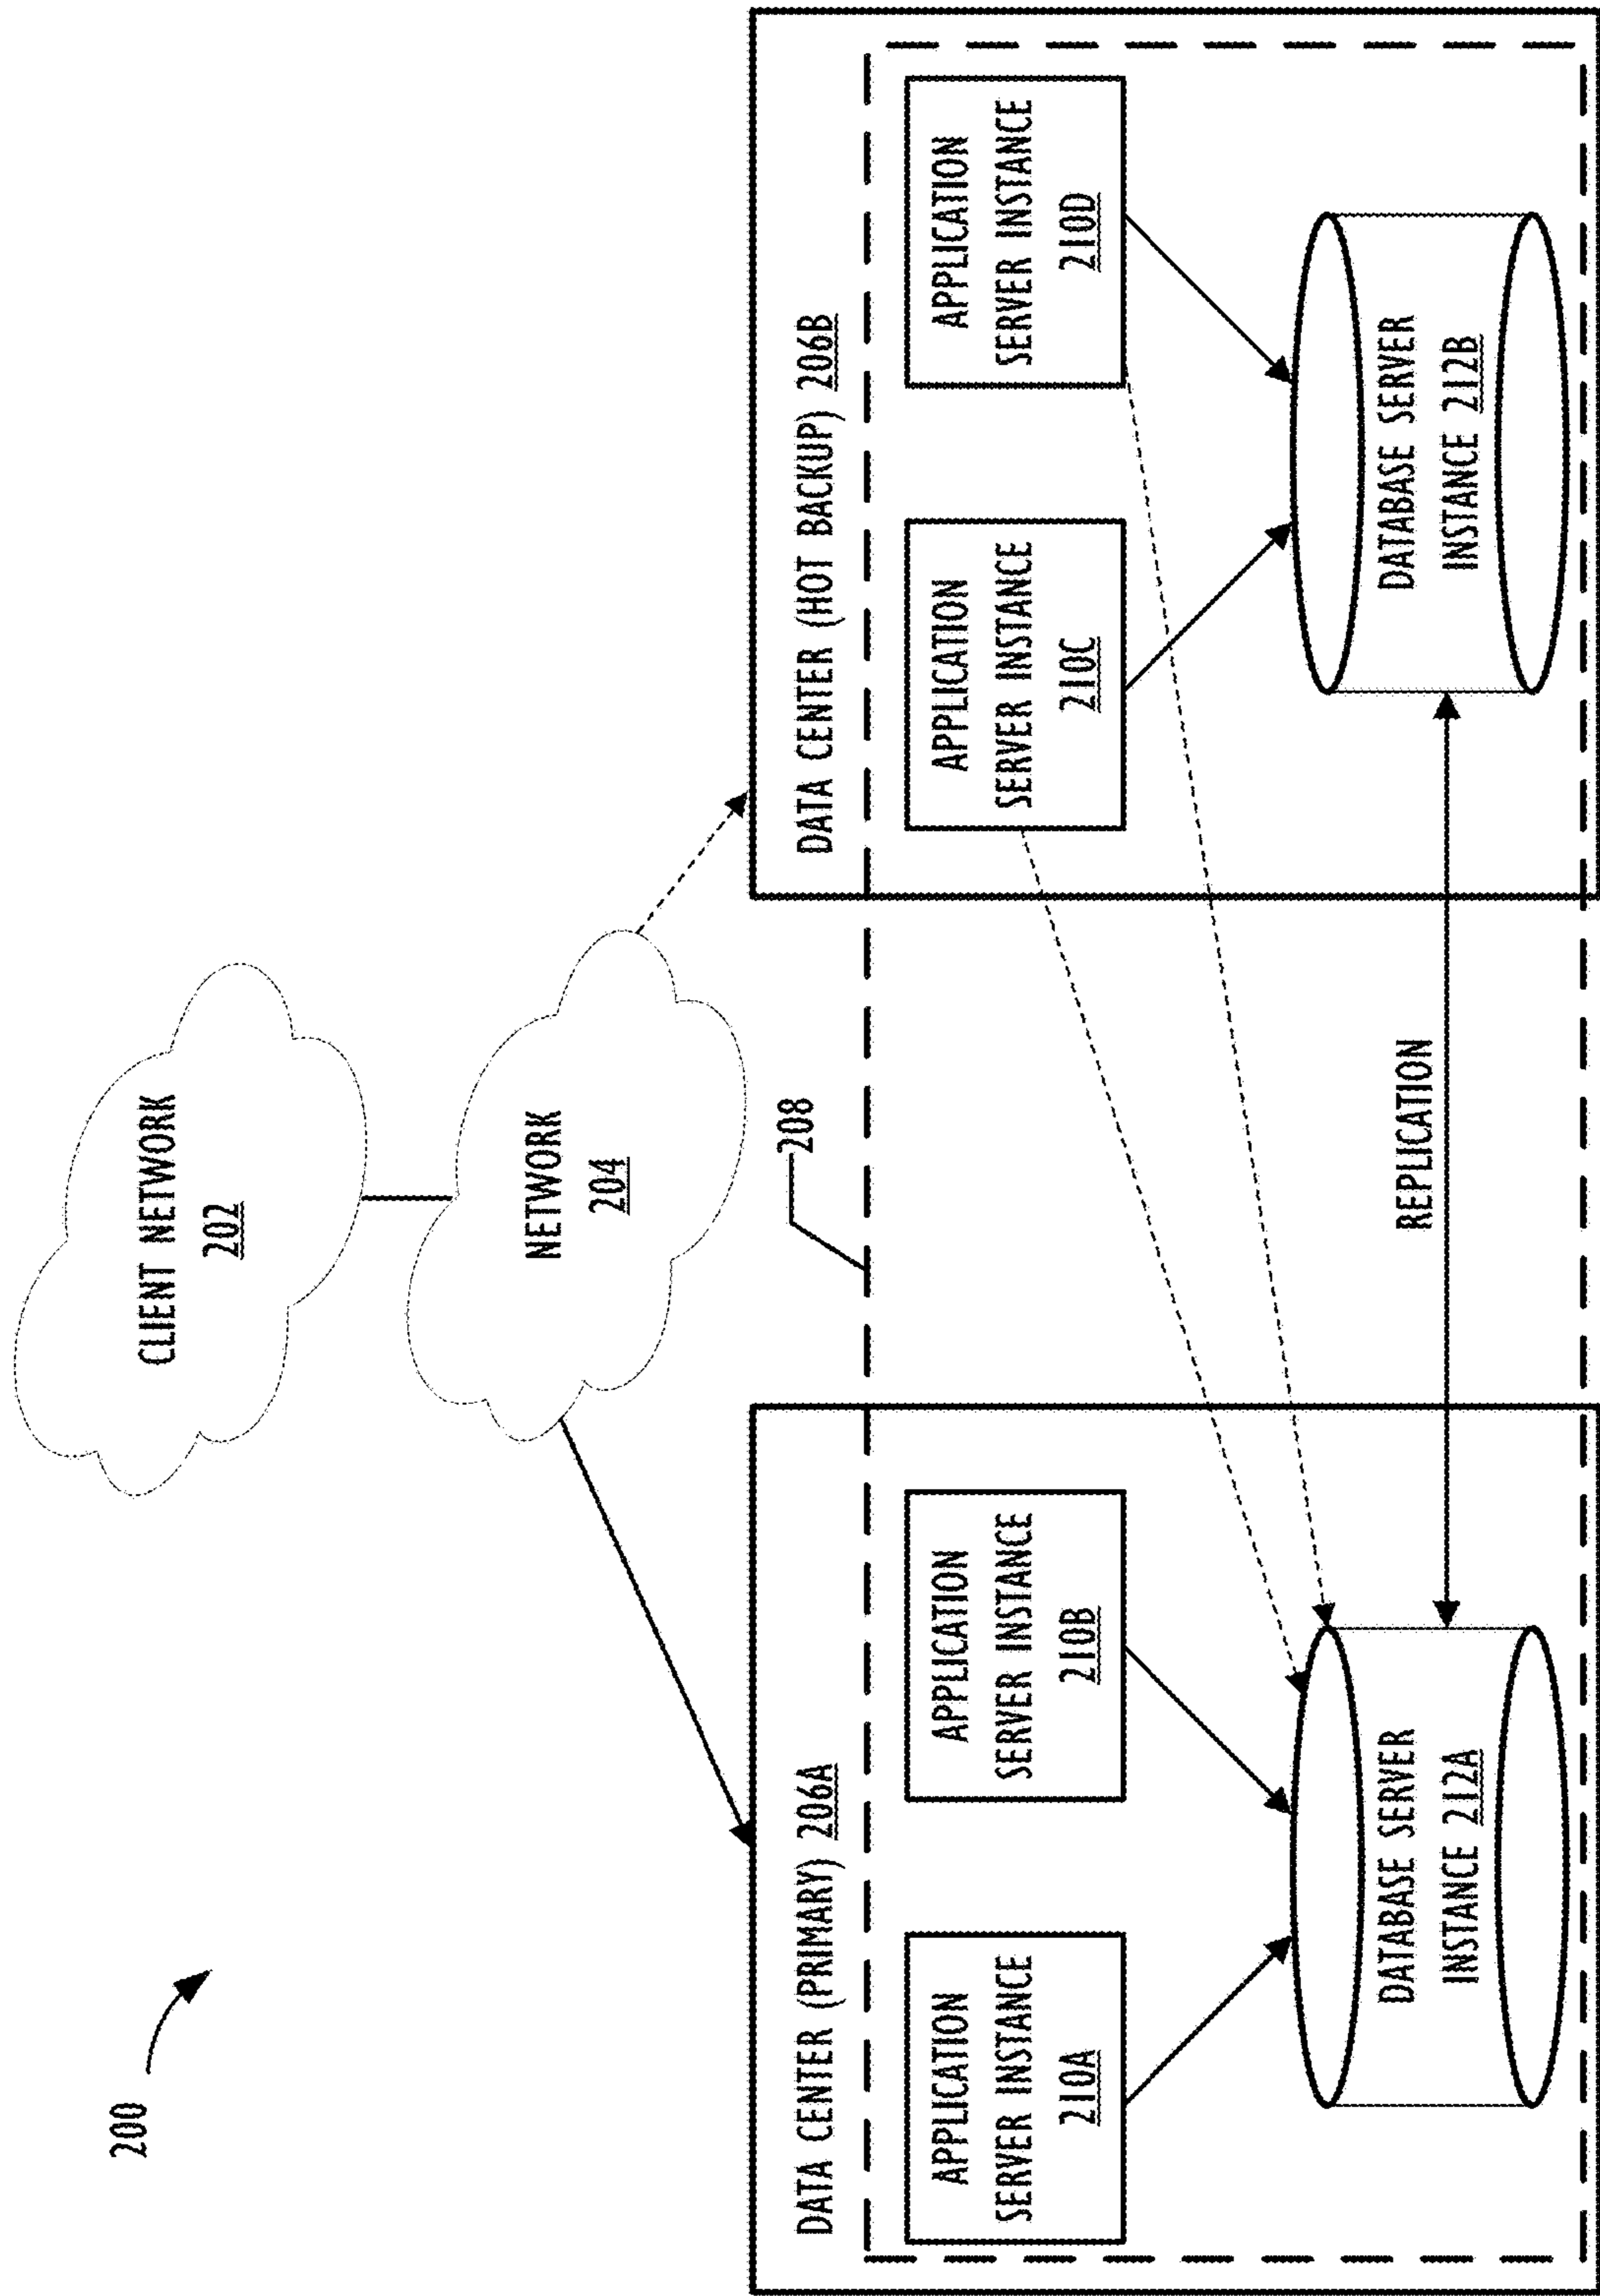 200
CLIENT NETWORK
202
NETWORK
204
208
DATA CENTER (PRIMARY) 206A
APPLICATION
SERVER INSTANCE
210A
APPLICATION
SERVER INSTANCE
210B
DATABASE SERVER
INSTANCE 212A
REPLICATION
DATA CENTER (HOT BACKUP) 206B
APPLICATION
SERVER INSTANCE
210C
APPLICATION
SERVER INSTANCE
210D
DATABASE SERVER
INSTANCE 212B